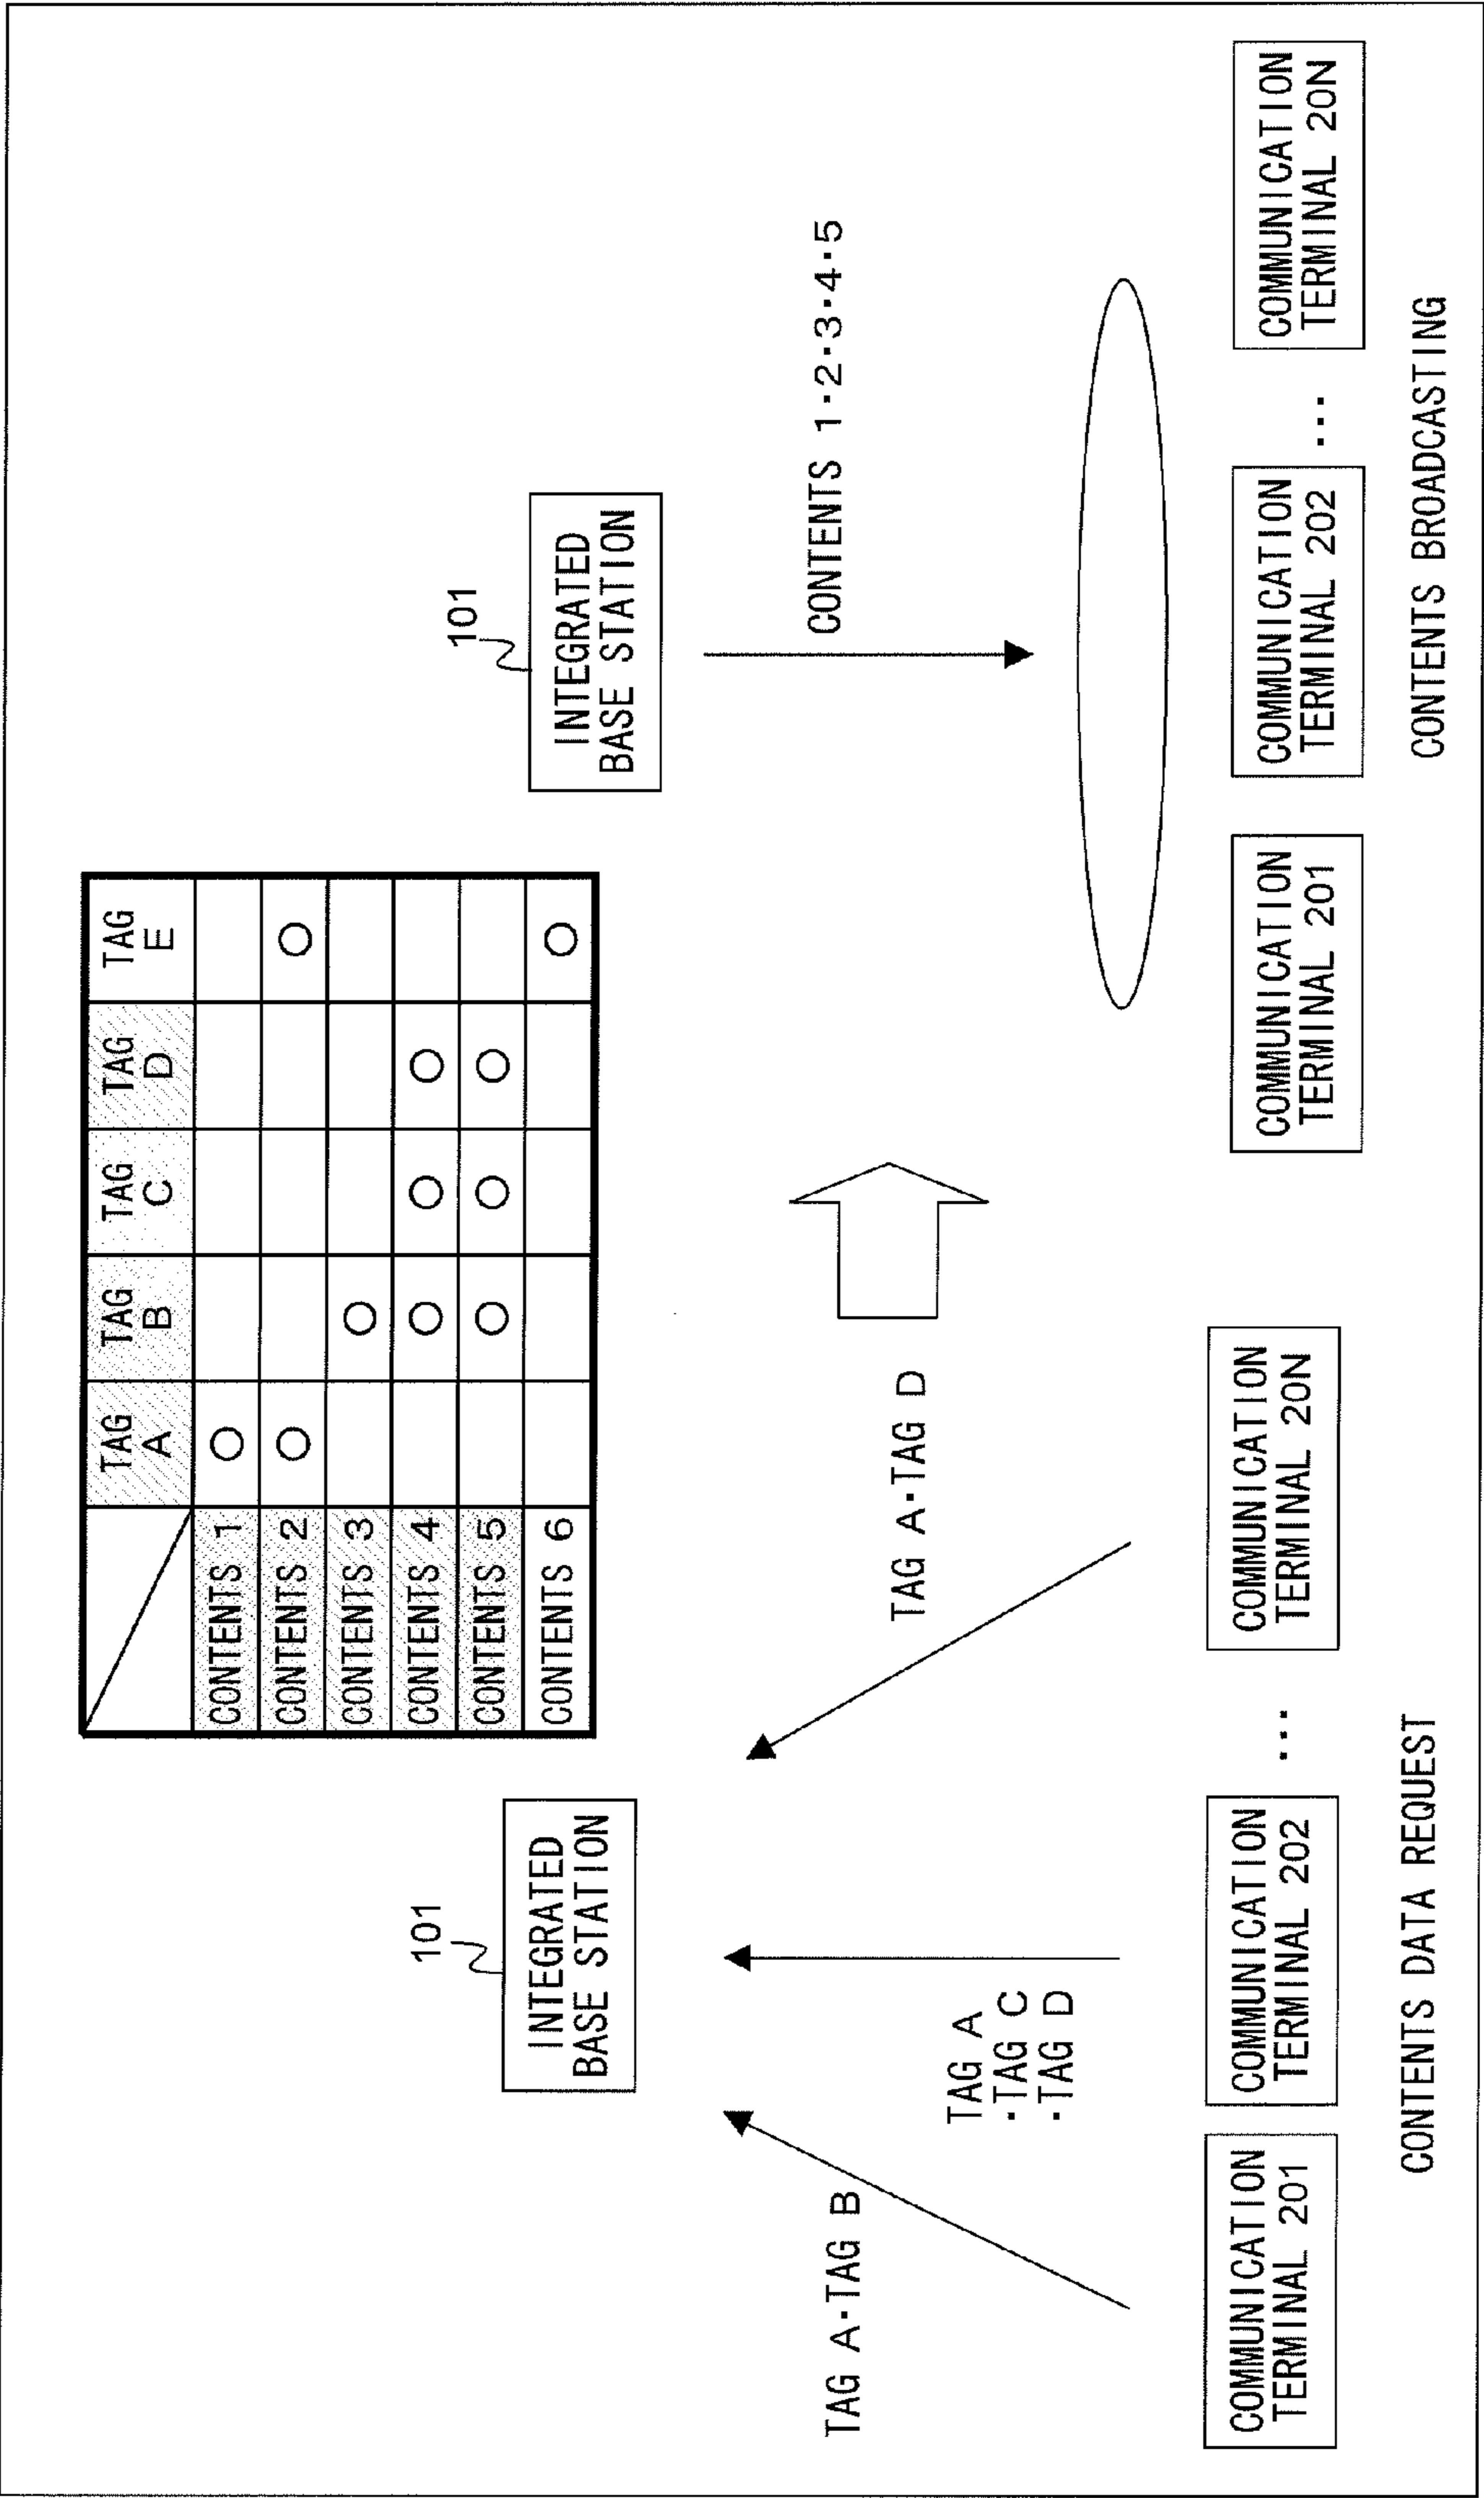 TAG A TAG B TAG C TAG D TAG E
CONTENTS 1 ○
CONTENTS 2 ○ ○
CONTENTS 3 ○
CONTENTS 4 ○ ○ ○
CONTENTS 5 ○ ○ ○
CONTENTS 6 ○
101
INTEGRATED
BASE STATION
TAG A·TAG B
TAG A
·TAG C
·TAG D
TAG A·TAG D
COMMUNICATION
TERMINAL 201
COMMUNICATION
TERMINAL 202
...
COMMUNICATION
TERMINAL 20N
CONTENTS DATA REQUEST
101
INTEGRATED
BASE STATION
CONTENTS 1·2·3·4·5
COMMUNICATION
TERMINAL 201
COMMUNICATION
TERMINAL 202
...
COMMUNICATION
TERMINAL 20N
CONTENTS BROADCASTING